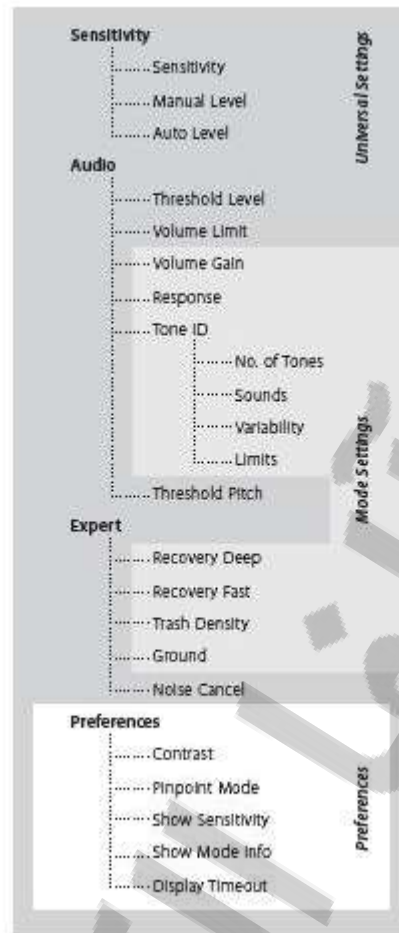 Sensitivity
Sensitivity
Manual Level
Auto Level
Audio
Threshold Level
Volume Limit
Volume Gain
Response
Tone ID
No. of Tones
Sounds
Variability
Limits
Threshold Pitch
Expert
Recovery Deep
Recovery Fast
Trash Density
Ground
Noise Cancel
Preferences
Contrast
Pinpoint Mode
Show Sensitivity
Show Mode Info
Display Timeout
Universal Settings
Mode Settings
Preferences